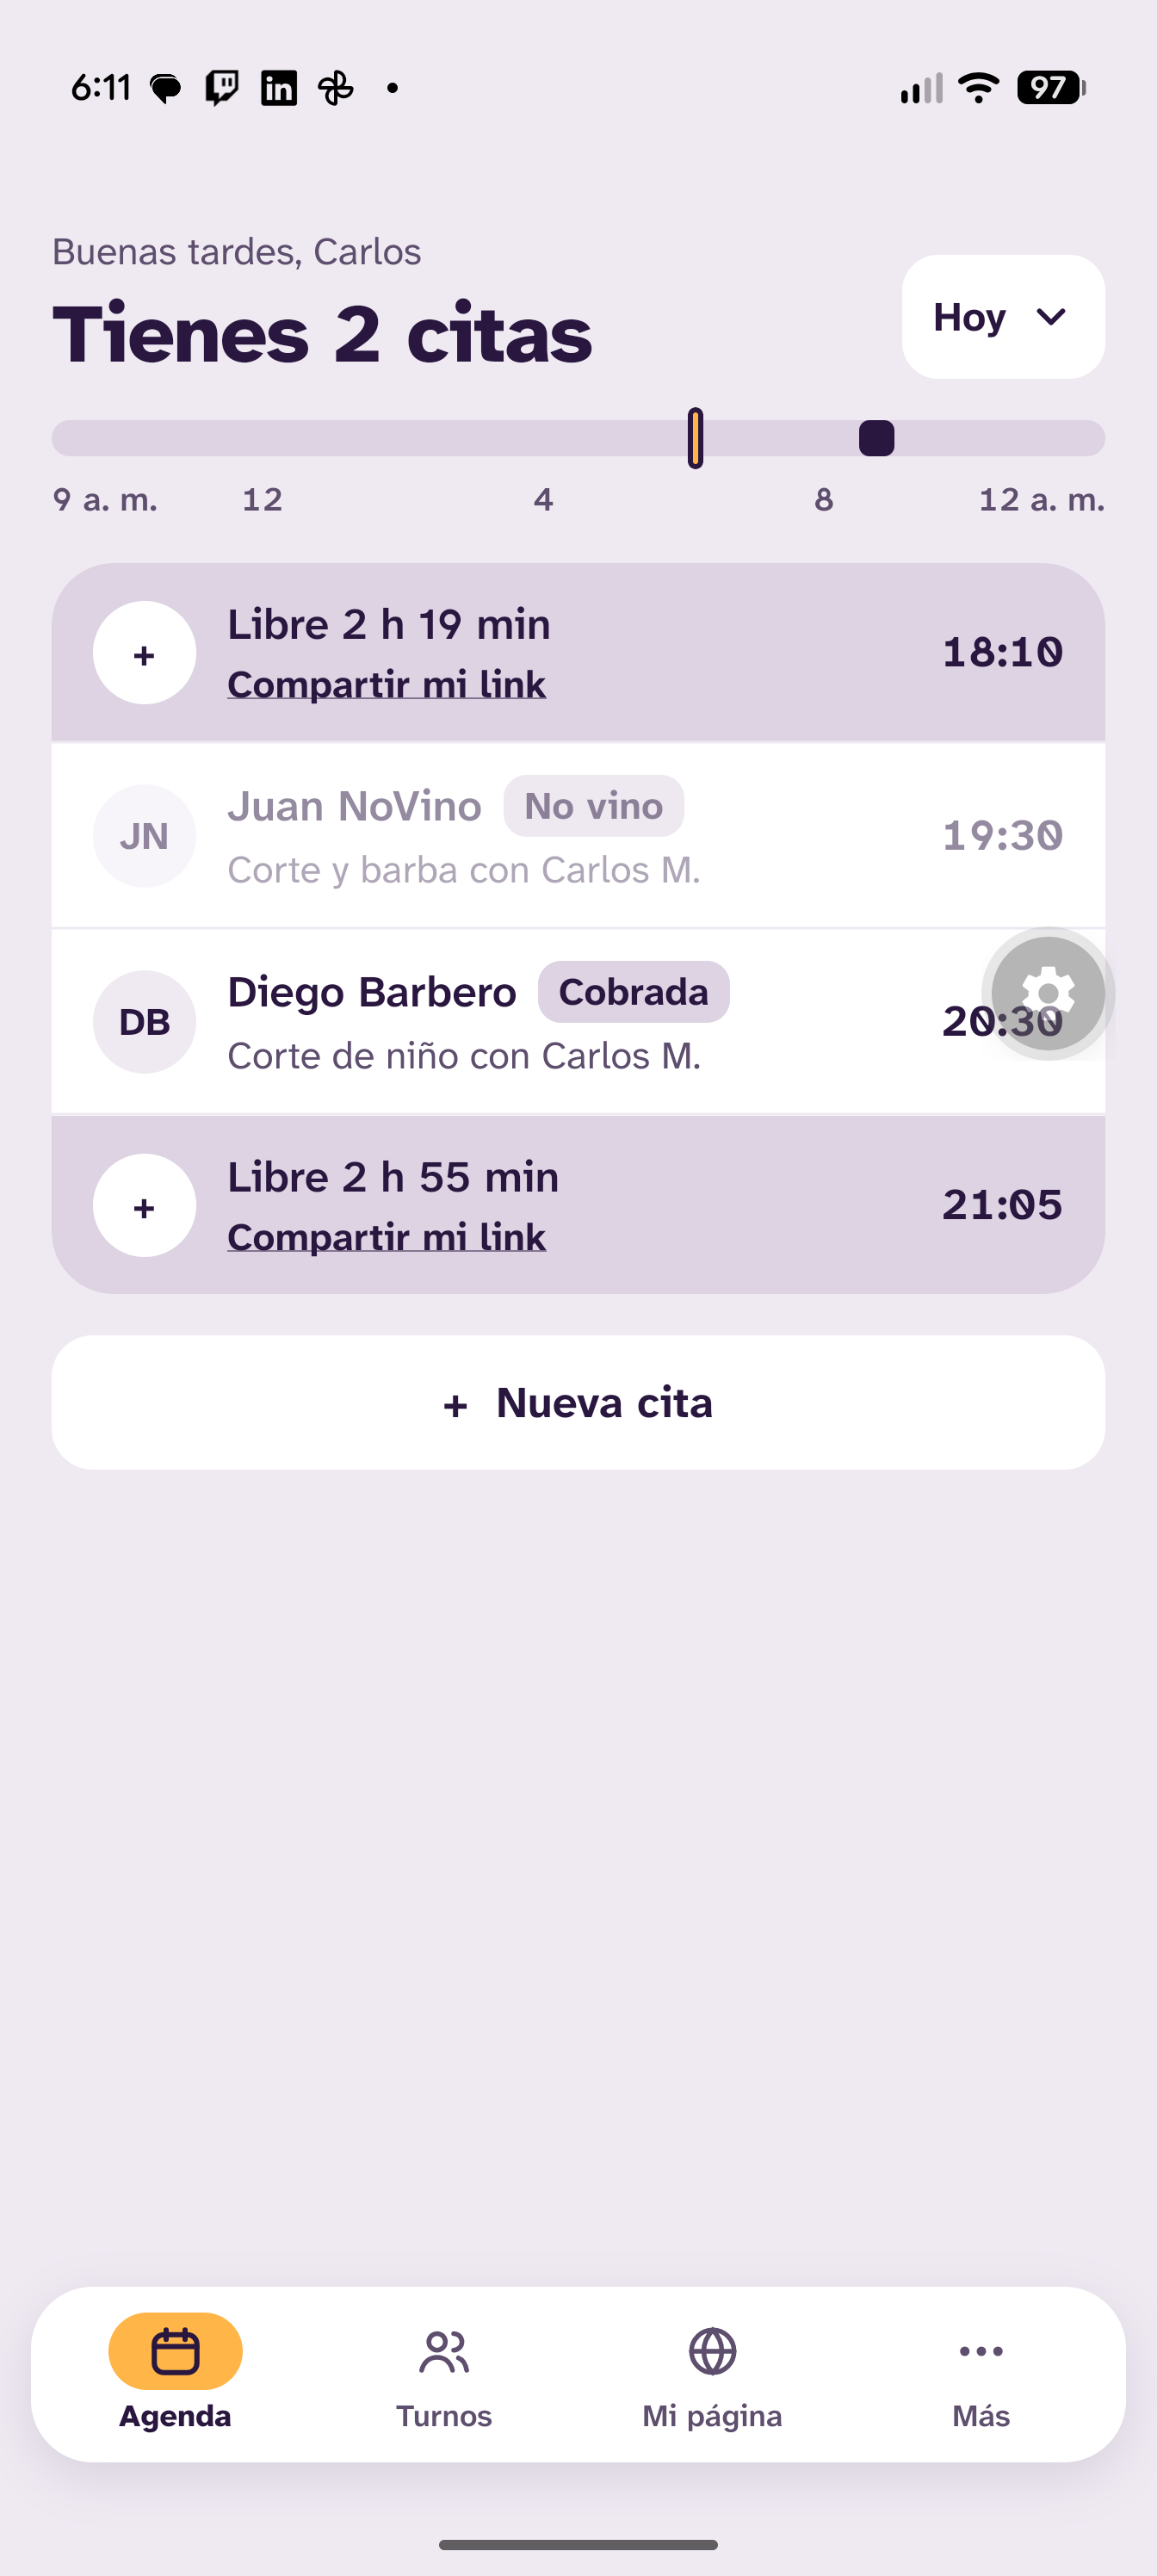 6:11
97
Buenas tardes, Carlos
Tienes 2 citas
Hoy
9 a. m. 12 4 8 12 a. m.
+ Libre 2 h 19 min
Compartir mi link
18:10
JN Juan NoVino No vino
Corte y barba con Carlos M.
19:30
DB Diego Barbero Cobrada
Corte de niño con Carlos M.
20:30
+ Libre 2 h 55 min
Compartir mi link
21:05
+ Nueva cita
Agenda Turnos Mi página Más